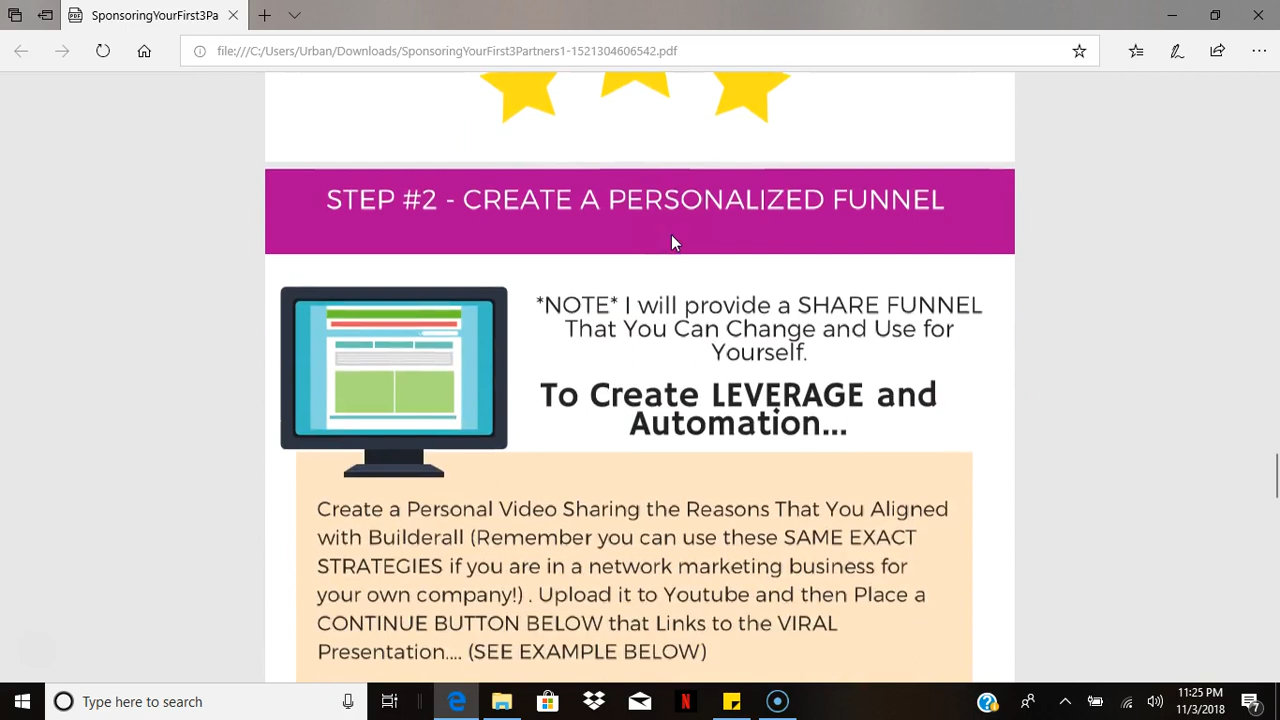 SponsoringYourFirst3Pa
file:///C:/Users/Urban/Downloads/SponsoringYourFirst3Partners1-1521304606542.pdf
STEP #2 - CREATE A PERSONALIZED FUNNEL
*NOTE* I will provide a SHARE FUNNEL
That You Can Change and Use for
Yourself.
To Create LEVERAGE and
Automation...
Create a Personal Video Sharing the Reasons That You Aligned
with Builderall (Remember you can use these SAME EXACT
STRATEGIES if you are in a network marketing business for
your own company!) . Upload it to Youtube and then Place a
CONTINUE BUTTON BELOW that Links to the VIRAL
Presentation.... (SEE EXAMPLE BELOW)
Type here to search
11:25 PM
11/3/2018
7